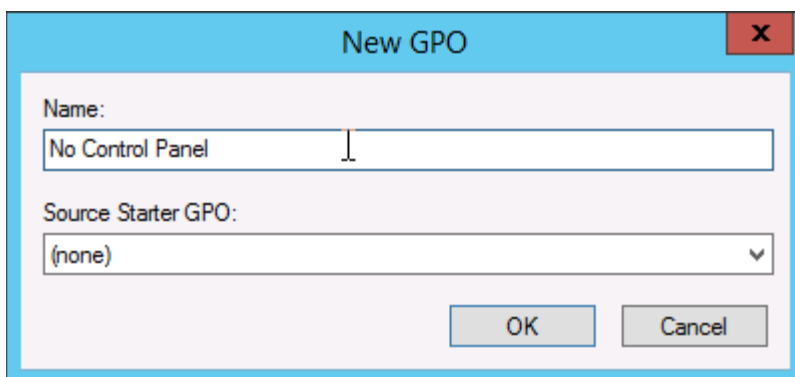 New GPO
x
Name:
No Control Panel
Source Starter GPO:
(none)
OK Cancel